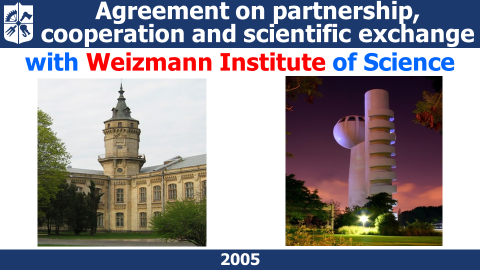 Agreement on partnership,
cooperation and scientific exchange
with Weizmann Institute of Science
2005